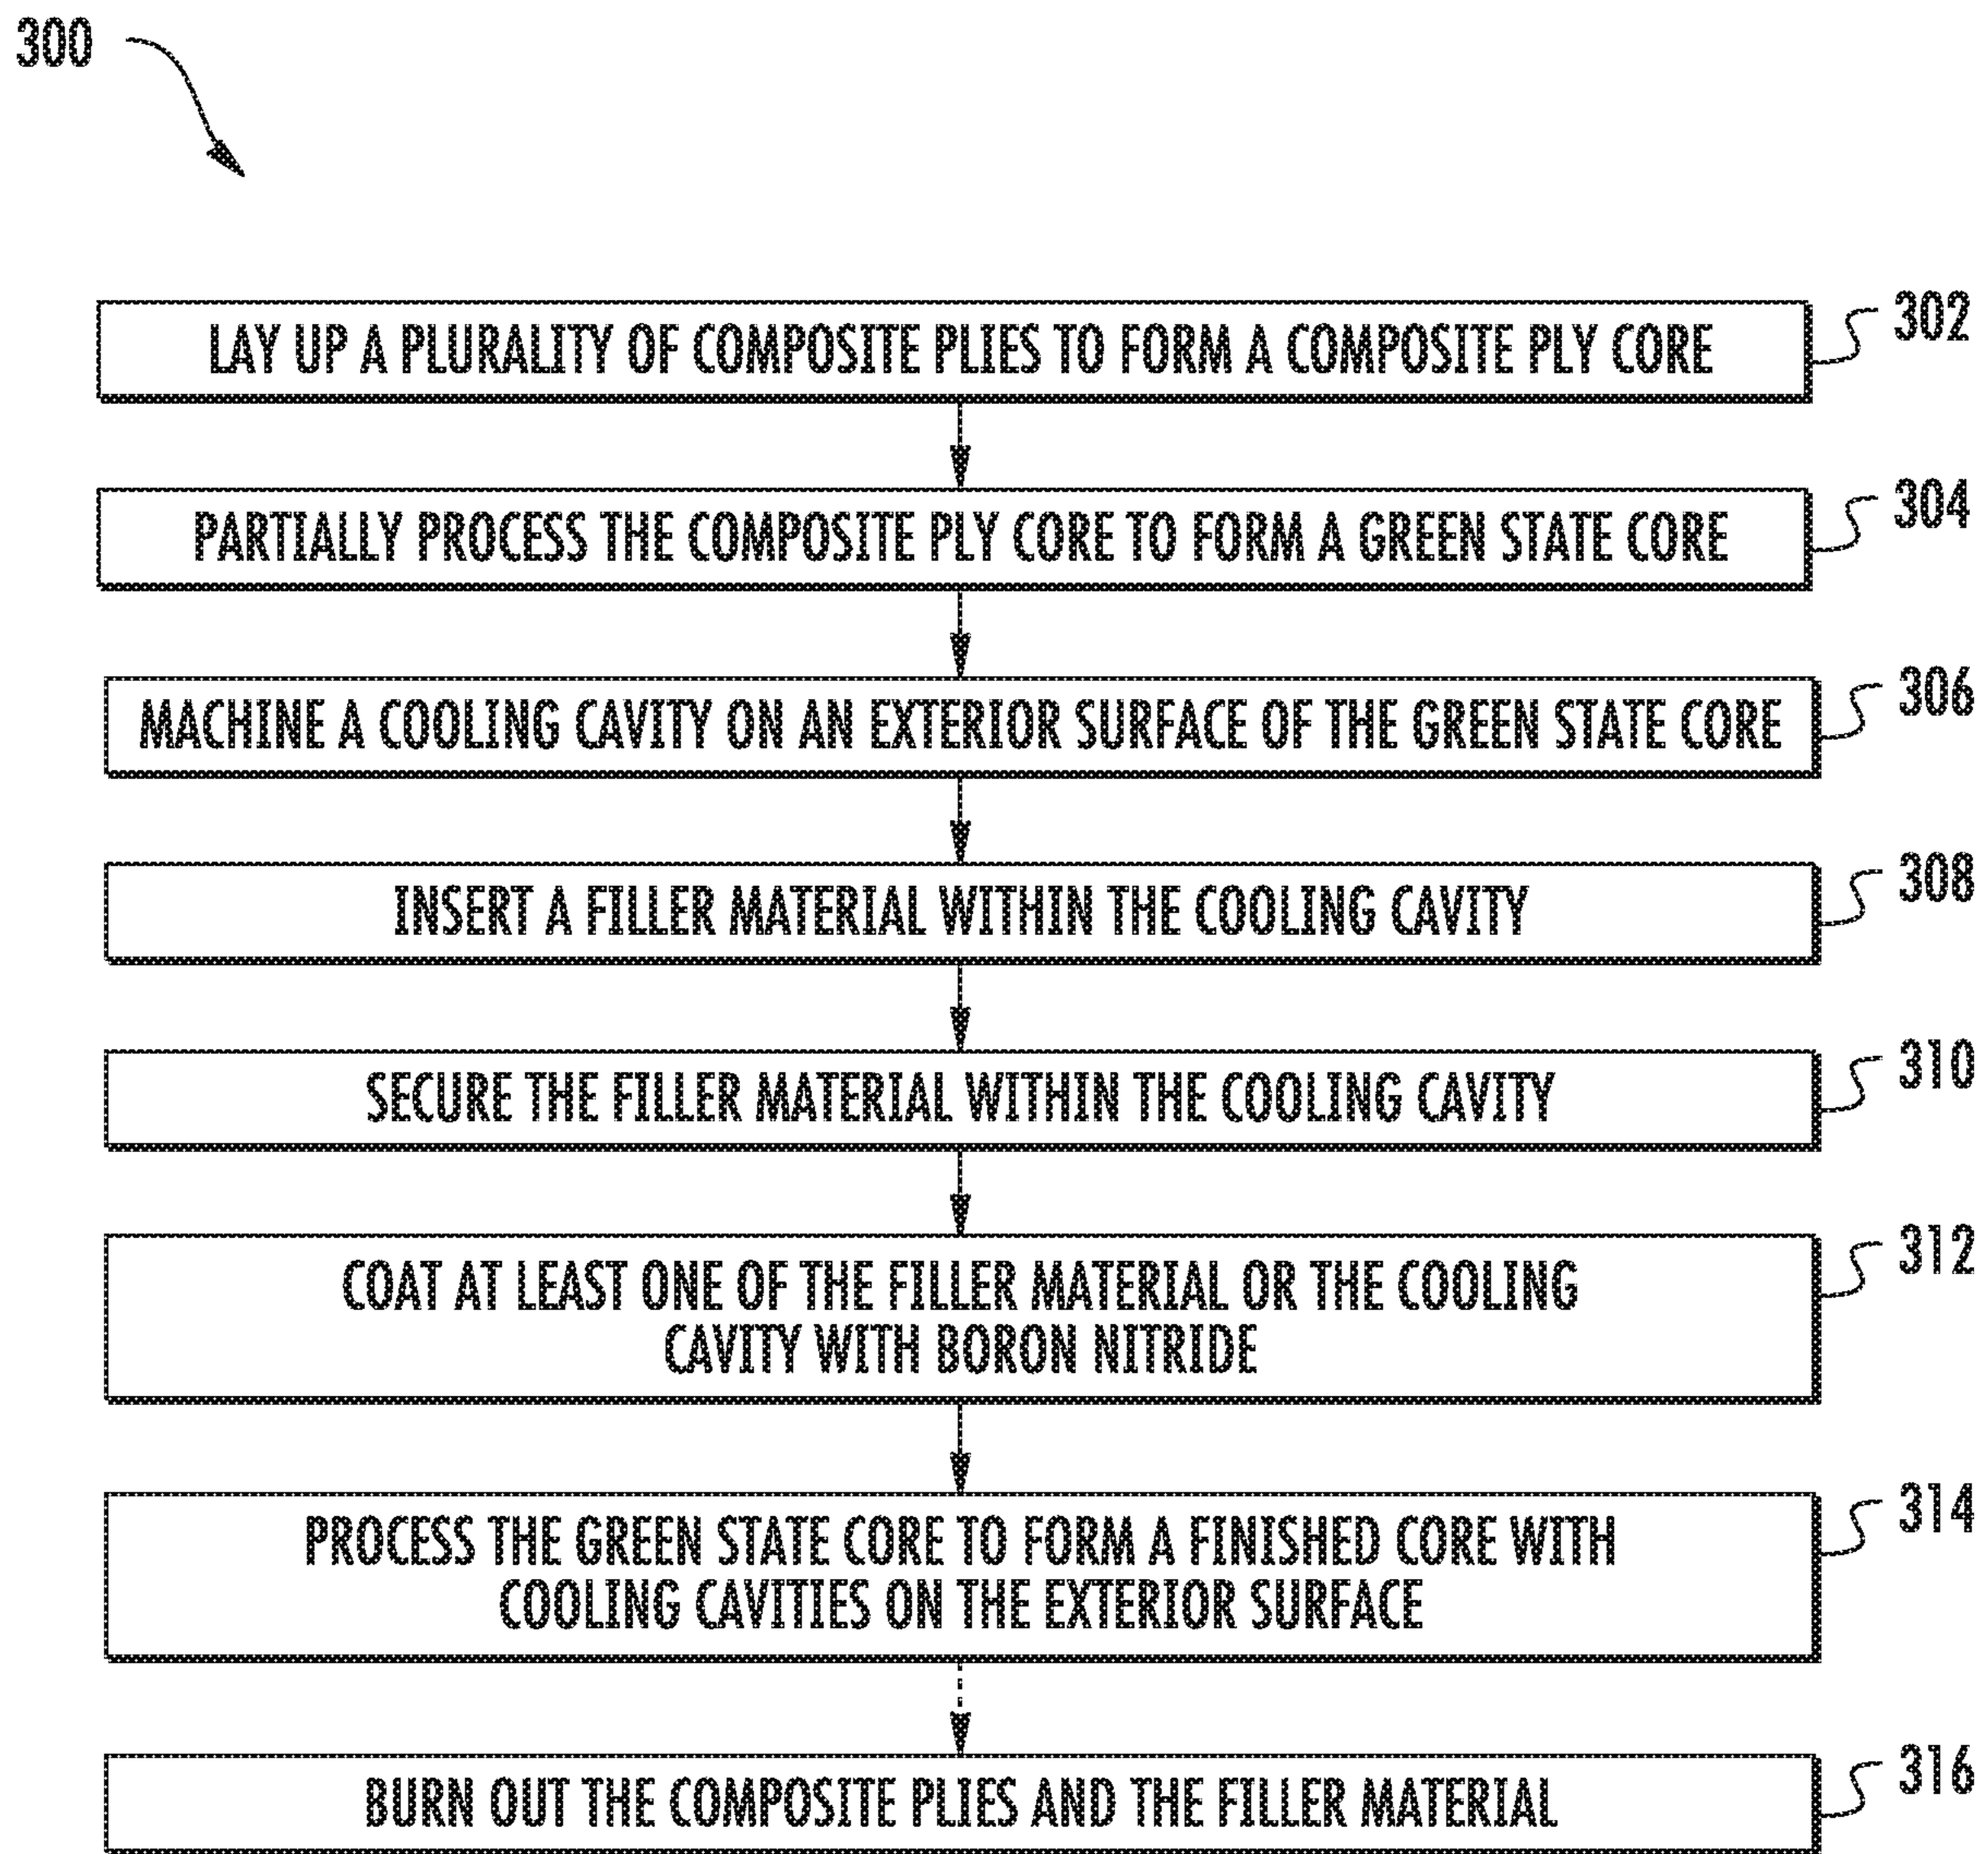 300
LAY UP A PLURALITY OF COMPOSITE PLIES TO FORM A COMPOSITE PLY CORE
302
PARTIALLY PROCESS THE COMPOSITE PLY CORE TO FORM A GREEN STATE CORE
304
MACHINE A COOLING CAVITY ON AN EXTERIOR SURFACE OF THE GREEN STATE CORE
306
INSERT A FILLER MATERIAL WITHIN THE COOLING CAVITY
308
SECURE THE FILLER MATERIAL WITHIN THE COOLING CAVITY
310
COAT AT LEAST ONE OF THE FILLER MATERIAL OR THE COOLING
CAVITY WITH BORON NITRIDE
312
PROCESS THE GREEN STATE CORE TO FORM A FINISHED CORE WITH
COOLING CAVITIES ON THE EXTERIOR SURFACE
314
BURN OUT THE COMPOSITE PLIES AND THE FILLER MATERIAL
316